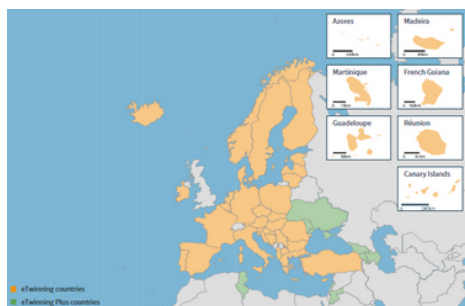 Azores
Madeira
Martinique
French Guiana
Guadeloupe
Réunion
Canary Islands
eTwinning countries
eTwinning Plus countries